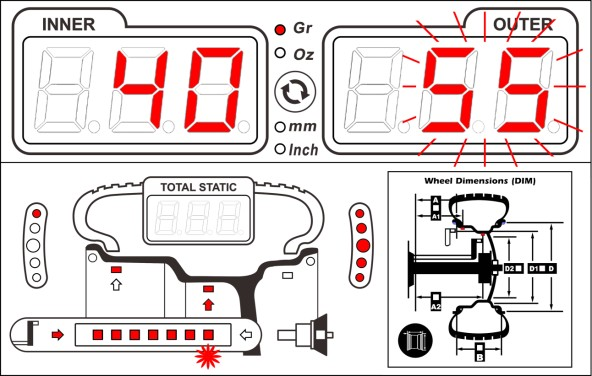 INNER
OUTER
40
55
Gr
Oz
mm
Inch
TOTAL STATIC
Wheel Dimensions (DIM)
A
A1
D2
D1
D
A2
B